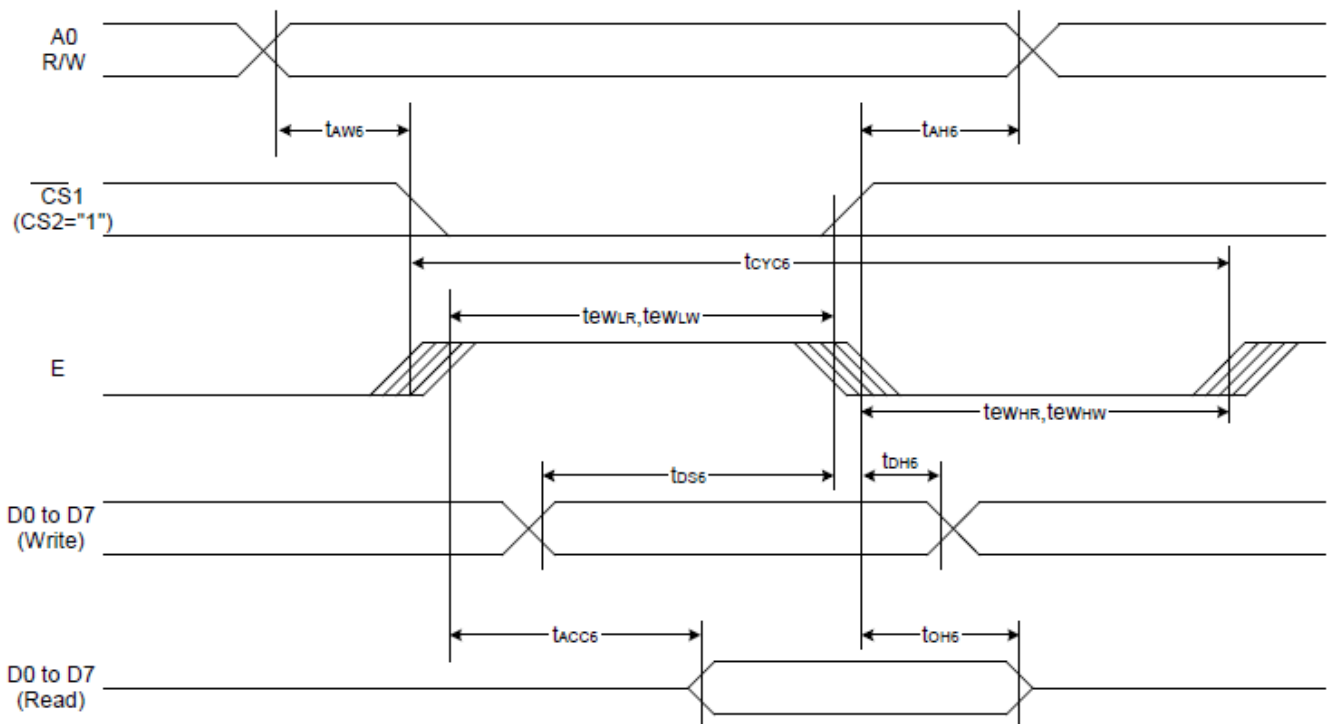 A0
R/W
tAW6
tAH6
CS1
(CS2="1")
tCYC6
tewLR,tewLW
E
tewHR,tewHW
tDS6
tDH6
D0 to D7
(Write)
tACC6
tOH6
D0 to D7
(Read)